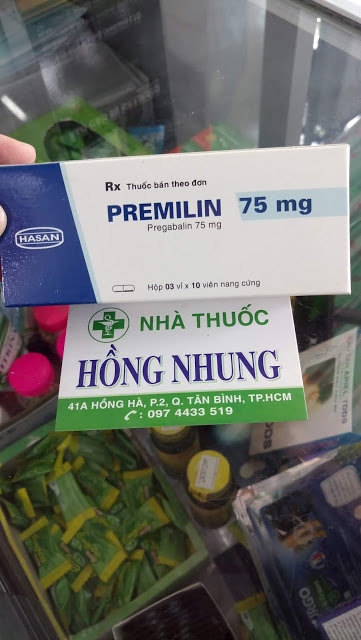 Rx Thuốc bán theo đơn
PREMILIN 75 mg
Pregabalin 75 mg
HASAN
Hộp 03 vỉ x 10 viên nang cứng
NHÀ THUỐC
HỒNG NHUNG
41A HỒNG HÀ, P.2, Q. TÂN BÌNH, TP.HCM
: 097 4433 519